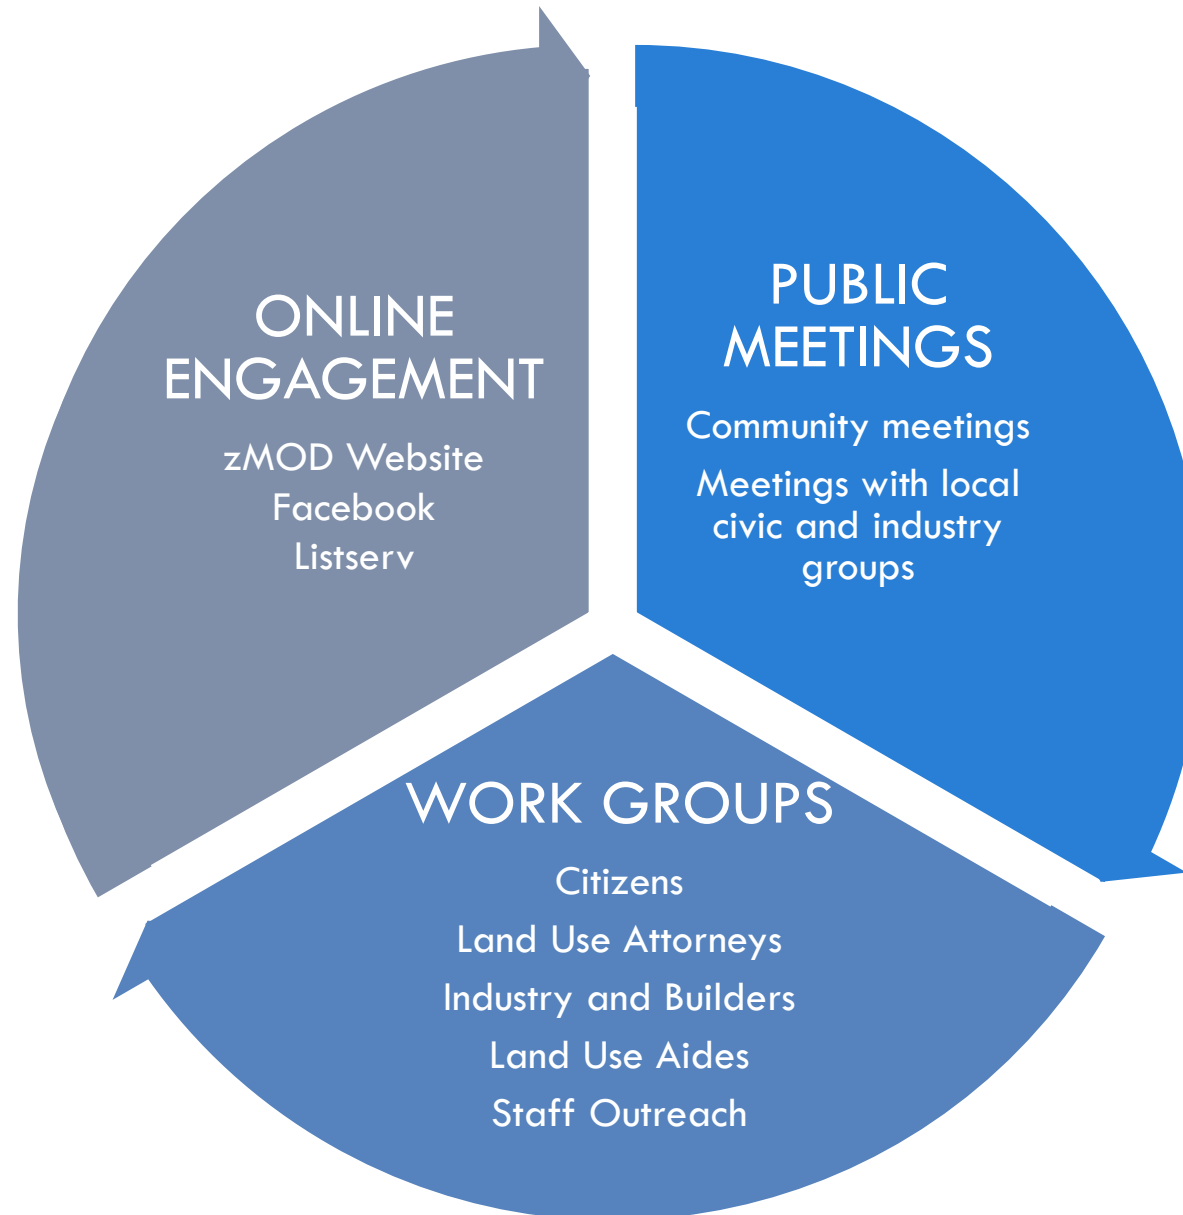 ONLINE
ENGAGEMENT
zMOD Website
Facebook
Listserv
PUBLIC
MEETINGS
Community meetings
Meetings with local
civic and industry
groups
WORK GROUPS
Citizens
Land Use Attorneys
Industry and Builders
Land Use Aides
Staff Outreach